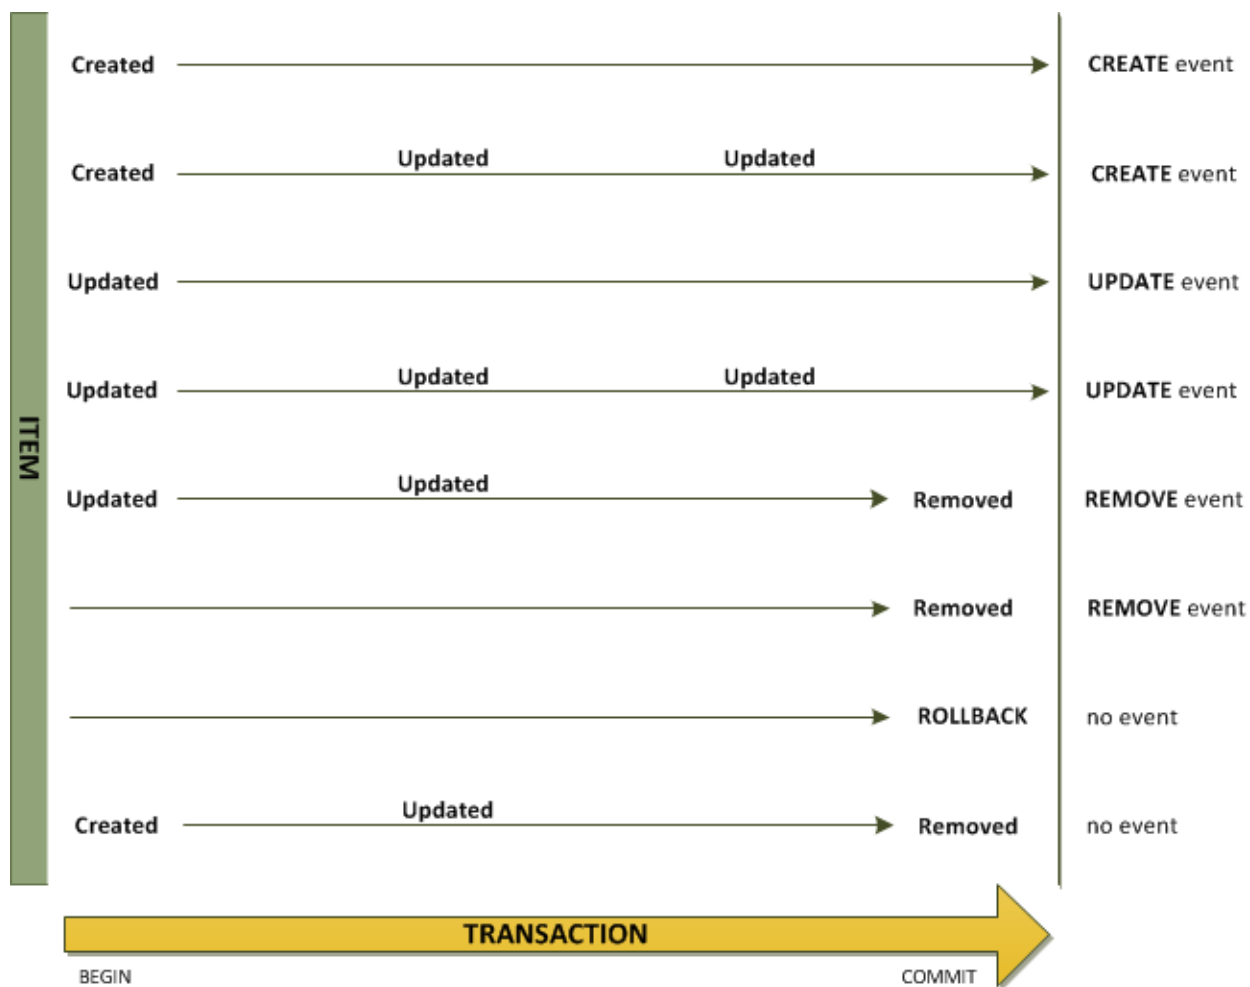 Created CREATE event
Updated Updated
Created CREATE event
Updated UPDATE event
Updated Updated
Updated UPDATE event
Updated
Updated Removed REMOVE event
Removed REMOVE event
ROLLBACK no event
Updated
Created Removed no event
ITEM
TRANSACTION
BEGIN COMMIT